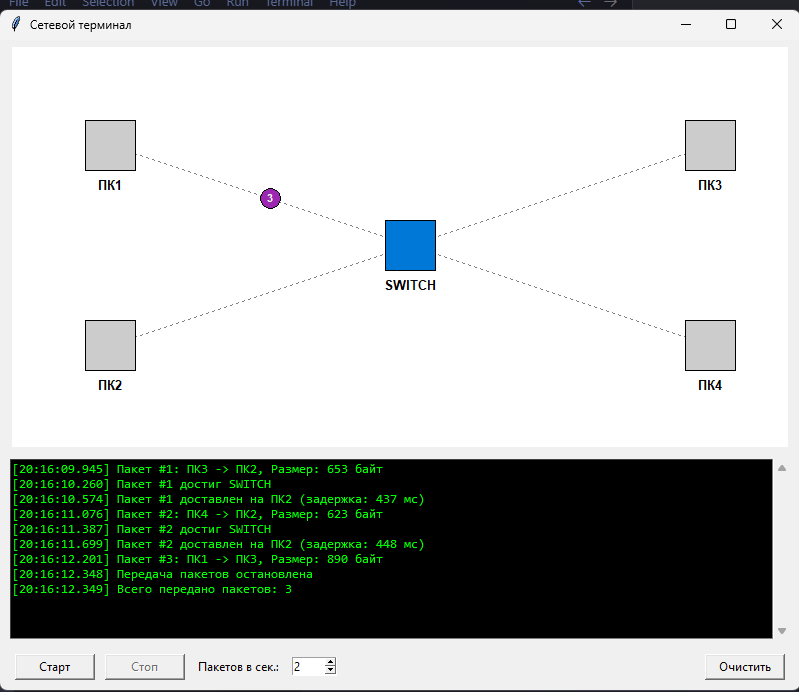 File Edit Selection View Go Run Terminal Help
Сетевой терминал
ПК1
ПК3
3
SWITCH
ПК2
ПК4
[20:16:09.945] Пакет #1: ПК3 -> ПК2, Размер: 653 байт
[20:16:10.260] Пакет #1 достиг SWITCH
[20:16:10.574] Пакет #1 доставлен на ПК2 (задержка: 437 мс)
[20:16:11.076] Пакет #2: ПК4 -> ПК2, Размер: 623 байт
[20:16:11.387] Пакет #2 достиг SWITCH
[20:16:11.699] Пакет #2 доставлен на ПК2 (задержка: 448 мс)
[20:16:12.201] Пакет #3: ПК1 -> ПК3, Размер: 890 байт
[20:16:12.348] Передача пакетов остановлена
[20:16:12.349] Всего передано пакетов: 3
Старт Стоп Пакетов в сек.: 2 Очистить